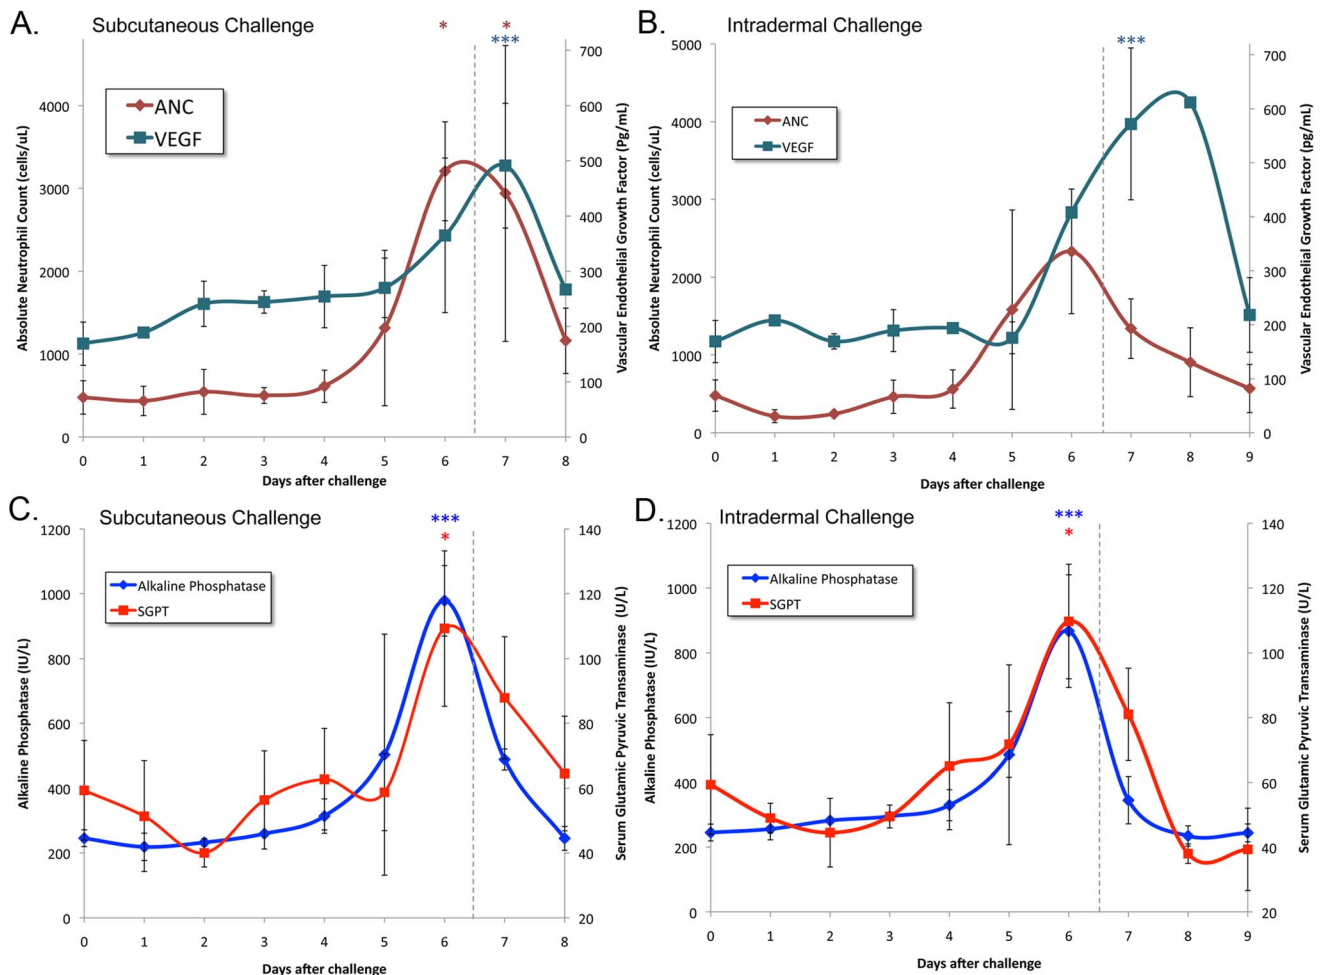 A.
Subcutaneous Challenge
*
*
***
ANC
VEGF
Absolute Neutrophil Count (cells/uL)
0
1000
2000
3000
4000
Vascular Endothelial Growth Factor (Pg/mL)
0
100
200
300
400
500
600
700
0 1 2 3 4 5 6 7 8
Days after challenge
B.
Intradermal Challenge
***
ANC
VEGF
Absolute Neutrophil Count (cells/uL)
0
1000
2000
3000
4000
5000
Vascular Endothelial Growth Factor (pg/mL)
0
100
200
300
400
500
600
700
0 1 2 3 4 5 6 7 8 9
Days after challenge
C.
Subcutaneous Challenge
***
*
Alkaline Phosphatase
SGPT
Alkaline Phosphatase (IU/L)
0
200
400
600
800
1000
1200
Serum Glutamic Pyruvic Transaminase (U/L)
20
40
60
80
100
120
140
0 1 2 3 4 5 6 7 8
Days after challenge
D.
Intradermal Challenge
***
*
Alkaline Phosphatase
SGPT
Alkaline Phosphatase (IU/L)
0
200
400
600
800
1000
1200
Serum Glutamic Pyruvic Transaminase (U/L)
20
40
60
80
100
120
140
0 1 2 3 4 5 6 7 8 9
Days after challenge